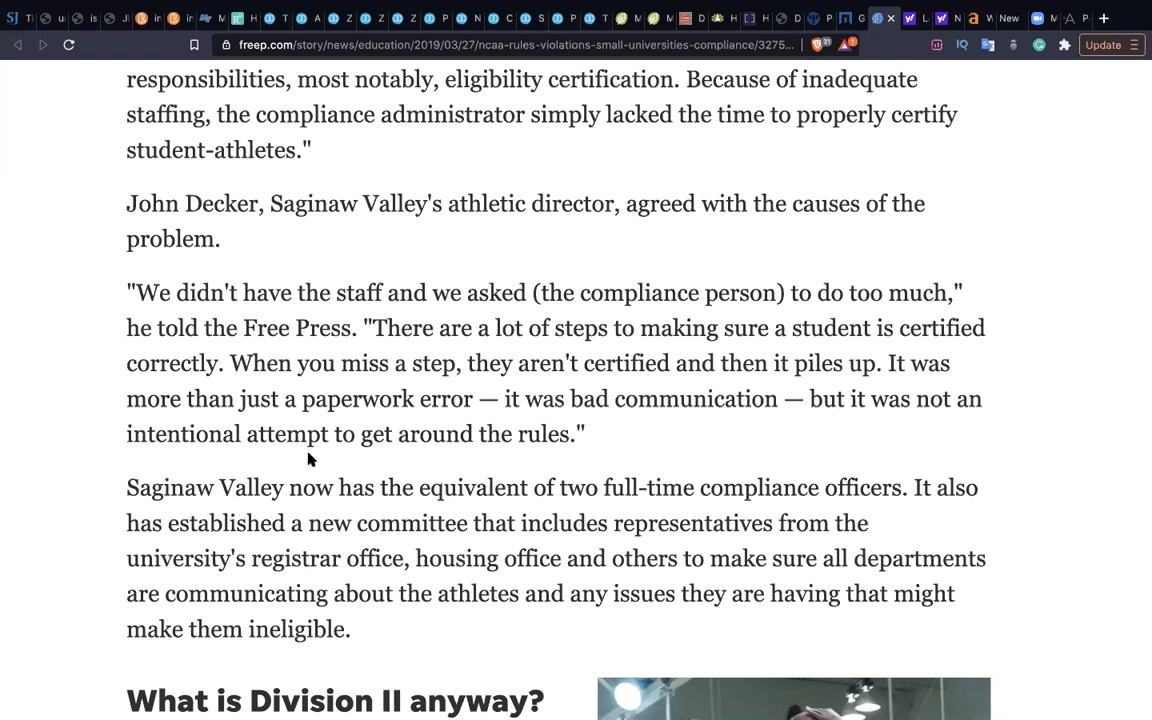 SJ
freep.com/story/news/education/2019/03/27/ncaa-rules-violations-small-universities-compliance/3275...
31
1
IQ
New
Update
responsibilities, most notably, eligibility certification. Because of inadequate
staffing, the compliance administrator simply lacked the time to properly certify
student-athletes."
John Decker, Saginaw Valley's athletic director, agreed with the causes of the
problem.
"We didn't have the staff and we asked (the compliance person) to do too much,"
he told the Free Press. "There are a lot of steps to making sure a student is certified
correctly. When you miss a step, they aren't certified and then it piles up. It was
more than just a paperwork error — it was bad communication — but it was not an
intentional attempt to get around the rules."
Saginaw Valley now has the equivalent of two full-time compliance officers. It also
has established a new committee that includes representatives from the
university's registrar office, housing office and others to make sure all departments
are communicating about the athletes and any issues they are having that might
make them ineligible.
What is Division II anyway?